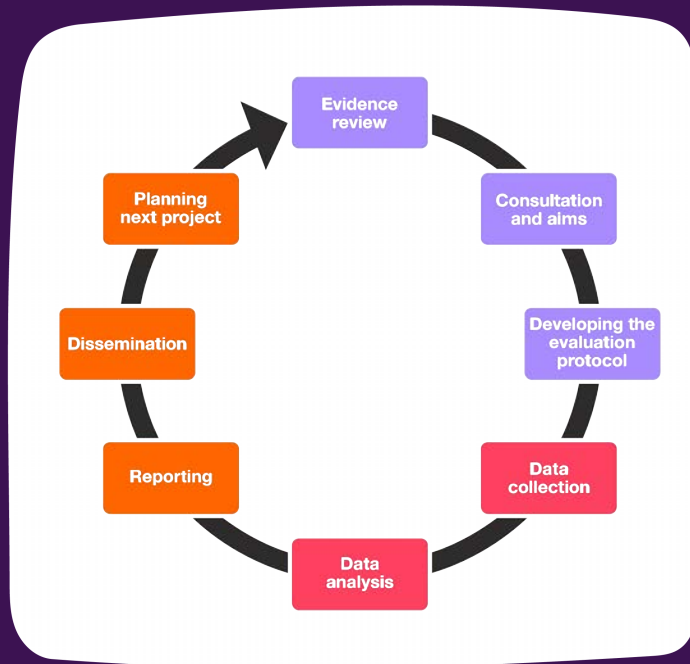 Evidence
review
Consultation
and aims
Developing the
evaluation
protocol
Data
collection
Data
analysis
Reporting
Dissemination
Planning
next project